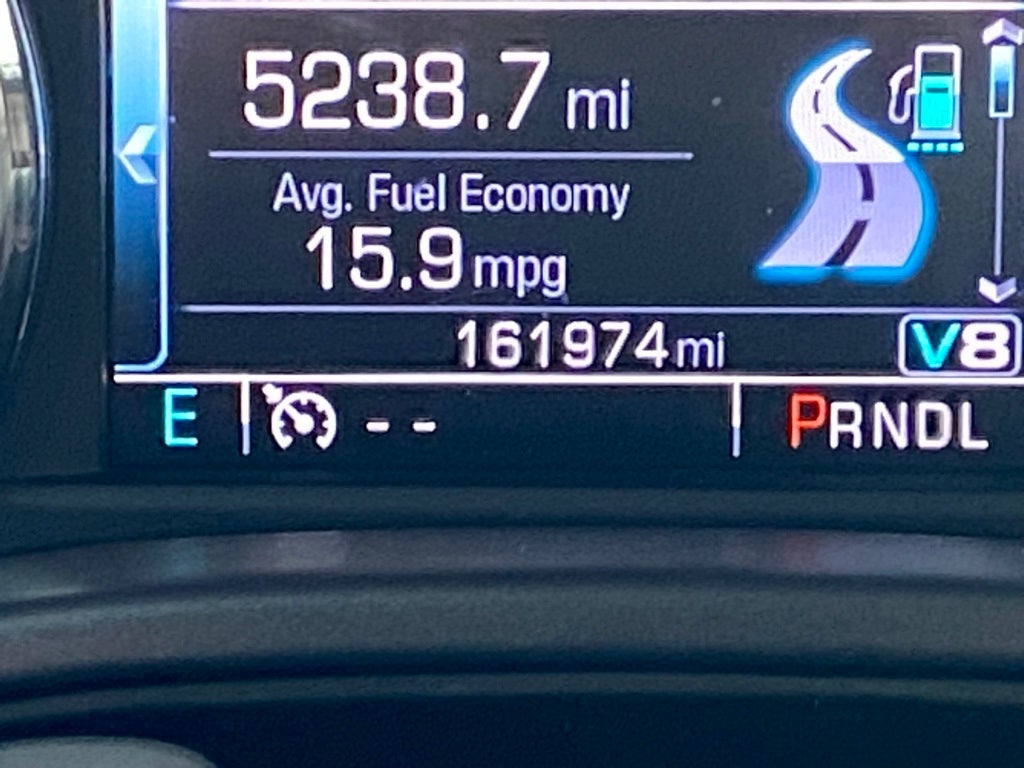 5238.7 mi
Avg. Fuel Economy
15.9 mpg
161974 mi V8
E -- PRNDL